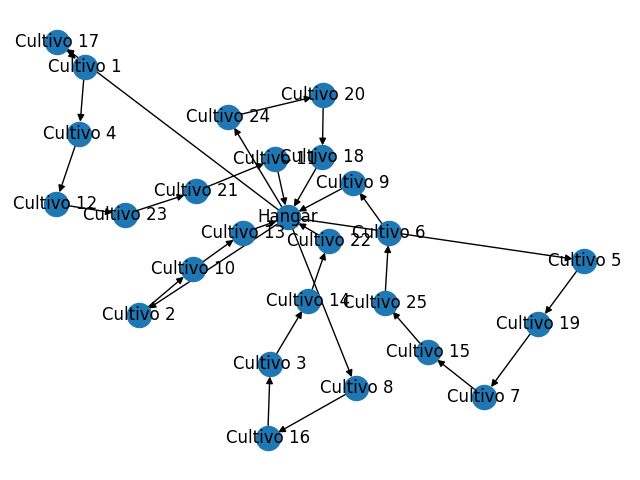 Cultivo 17
Cultivo 1
Cultivo 20
Cultivo 24
Cultivo 4
Cultivo 18
Cultivo 11
Cultivo 9
Cultivo 21
Cultivo 12
Cultivo 23
Hangar
Cultivo 13
Cultivo 22
Cultivo 6
Cultivo 5
Cultivo 10
Cultivo 14
Cultivo 25
Cultivo 2
Cultivo 19
Cultivo 15
Cultivo 3
Cultivo 8
Cultivo 7
Cultivo 16